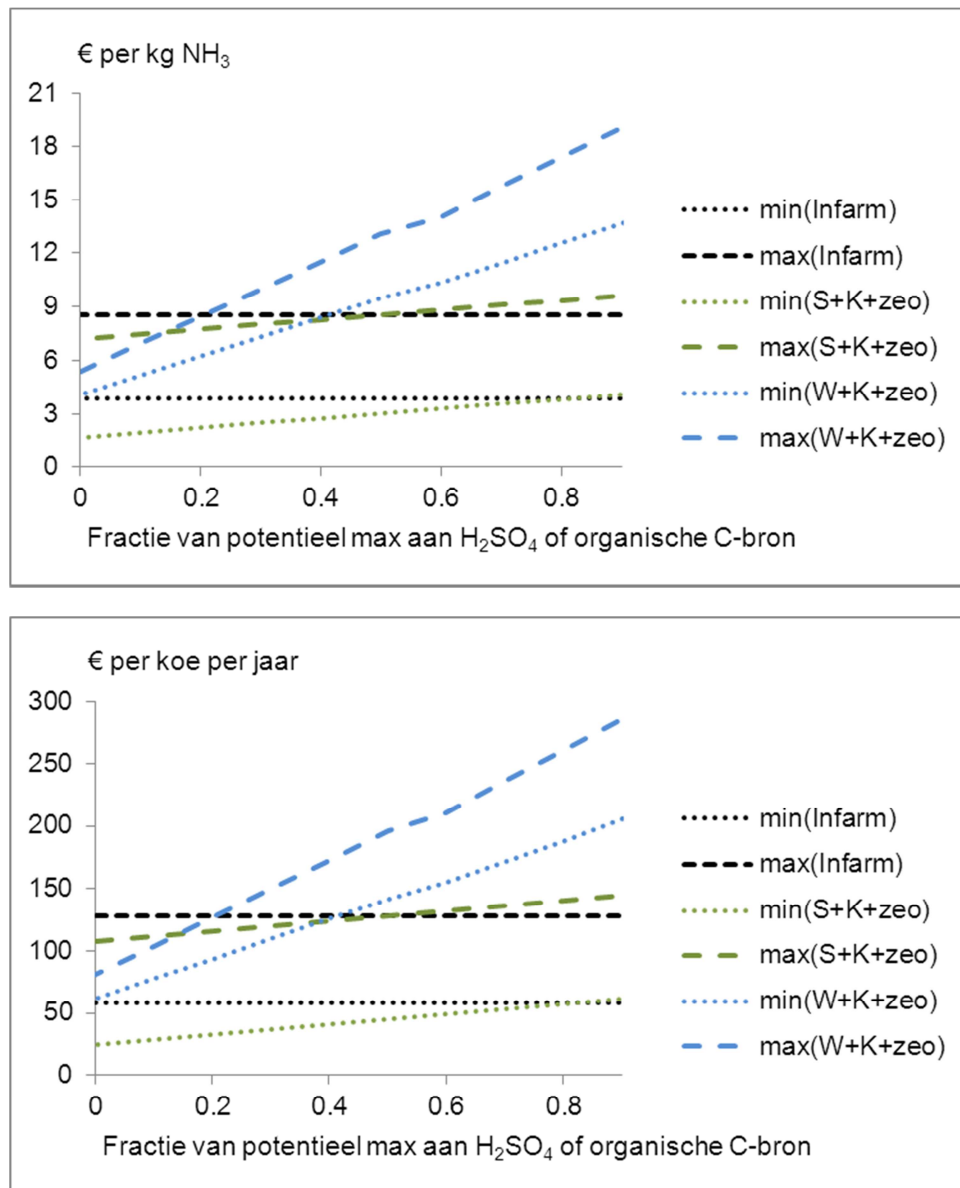 € per kg NH₃
21
18
15
12
9
6
3
0
0 0.2 0.4 0.6 0.8
Fractie van potentieel max aan H₂SO₄ of organische C-bron
min(Infarm)
max(Infarm)
min(S+K+zeo)
max(S+K+zeo)
min(W+K+zeo)
max(W+K+zeo)
€ per koe per jaar
300
250
200
150
100
50
0
0 0.2 0.4 0.6 0.8
Fractie van potentieel max aan H₂SO₄ of organische C-bron
min(Infarm)
max(Infarm)
min(S+K+zeo)
max(S+K+zeo)
min(W+K+zeo)
max(W+K+zeo)